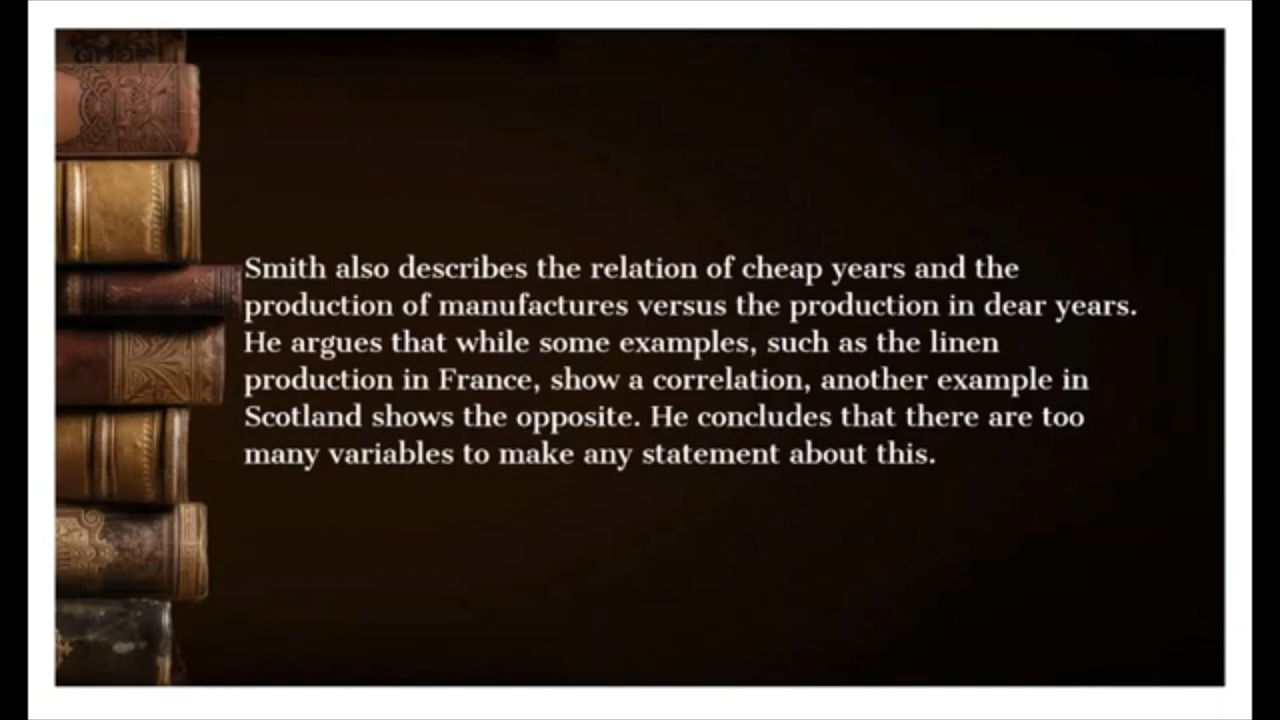 Smith also describes the relation of cheap years and the
production of manufactures versus the production in dear years.
He argues that while some examples, such as the linen
production in France, show a correlation, another example in
Scotland shows the opposite. He concludes that there are too
many variables to make any statement about this.